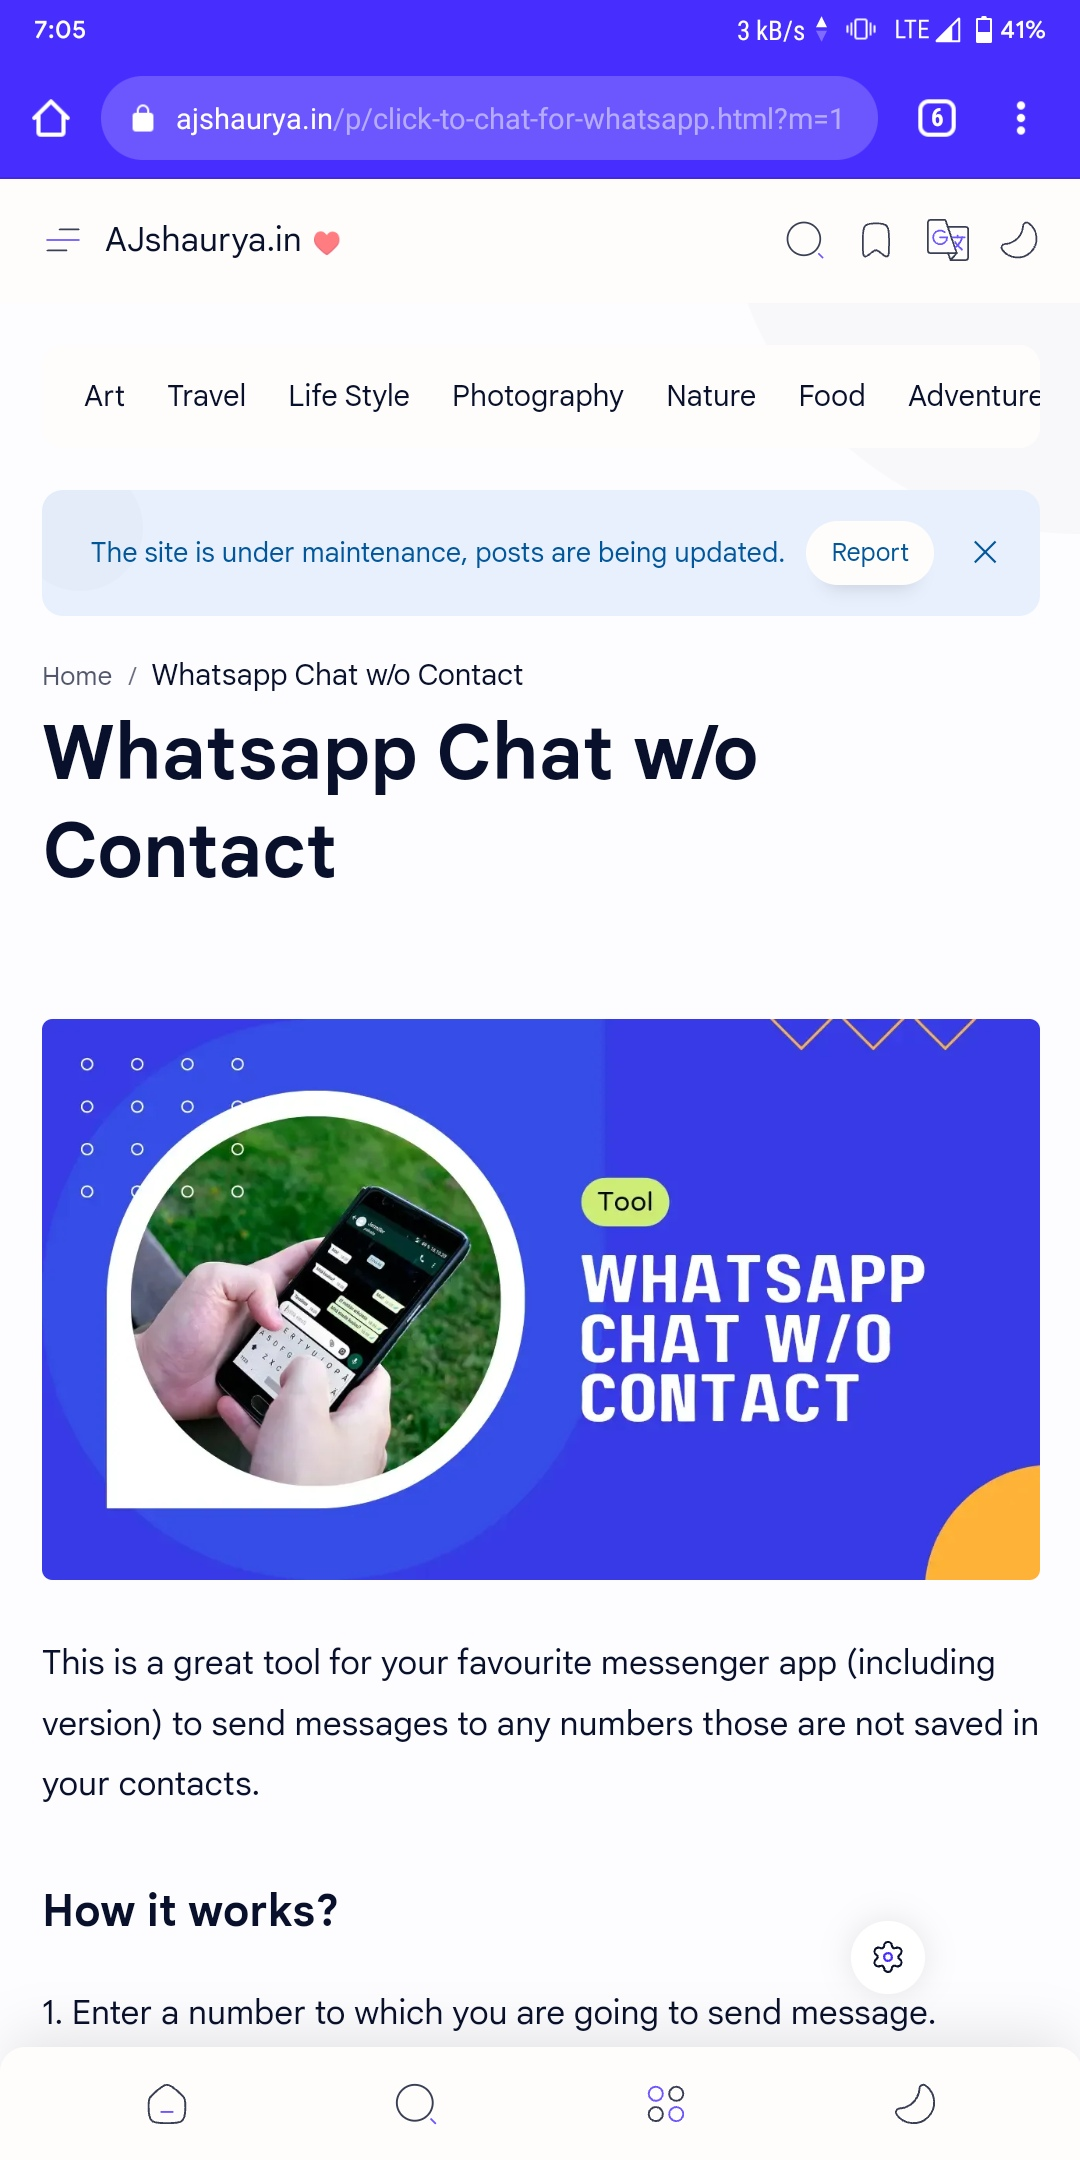 7:05
3 kB/s LTE 41%
ajshaurya.in/p/click-to-chat-for-whatsapp.html?m=1
6
AJshaurya.in
Art Travel Life Style Photography Nature Food Adventure
The site is under maintenance, posts are being updated. Report
Home / Whatsapp Chat w/o Contact
Whatsapp Chat w/o
Contact
Tool
WHATSAPP
CHAT W/O
CONTACT
This is a great tool for your favourite messenger app (including
version) to send messages to any numbers those are not saved in
your contacts.
How it works?
1. Enter a number to which you are going to send message.